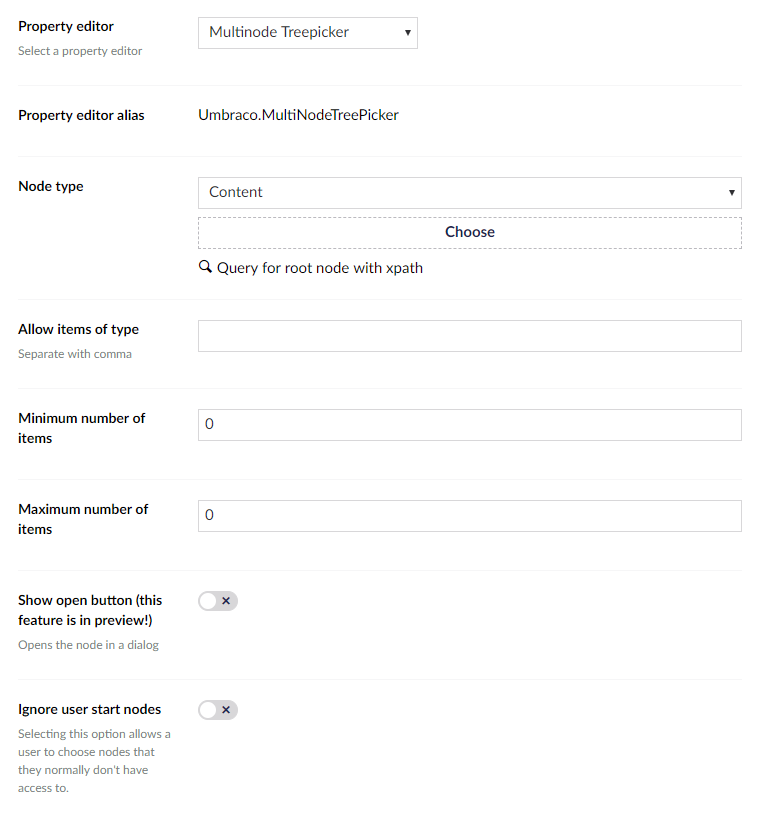 Property editor
Multinode Treepicker
Select a property editor
Property editor alias
Umbraco.MultiNodeTreePicker
Node type
Content
Choose
Query for root node with xpath
Allow items of type
Separate with comma
Minimum number of
items
0
Maximum number of
items
0
Show open button (this
feature is in preview!)
Opens the node in a dialog
Ignore user start nodes
Selecting this option allows a
user to choose nodes that
they normally don't have
access to.